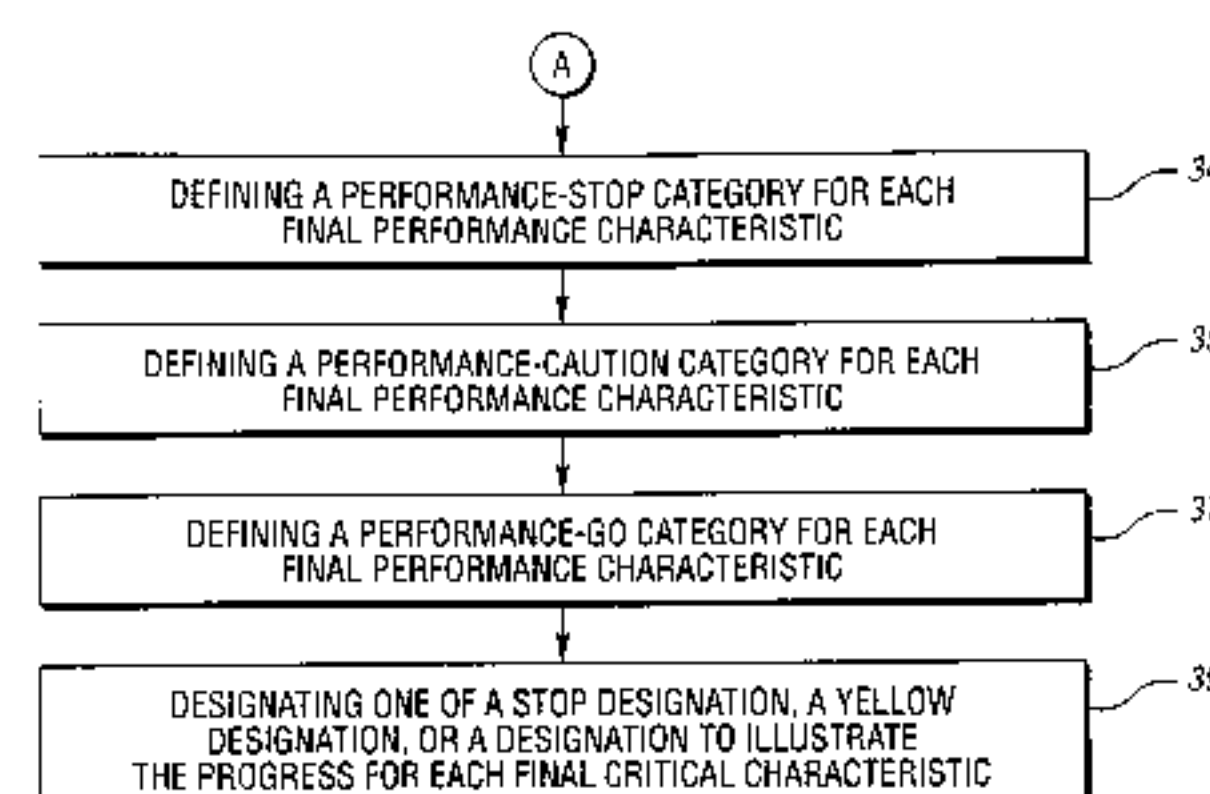 A
DEFINING A PERFORMANCE-STOP CATEGORY FOR EACH
FINAL PERFORMANCE CHARACTERISTIC
DEFINING A PERFORMANCE-CAUTION CATEGORY FOR EACH
FINAL PERFORMANCE CHARACTERISTIC
DEFINING A PERFORMANCE-GO CATEGORY FOR EACH
FINAL PERFORMANCE CHARACTERISTIC
DESIGNATING ONE OF A STOP DESIGNATION, A YELLOW
DESIGNATION, OR A DESIGNATION TO ILLUSTRATE
THE PROGRESS FOR EACH FINAL CRITICAL CHARACTERISTIC